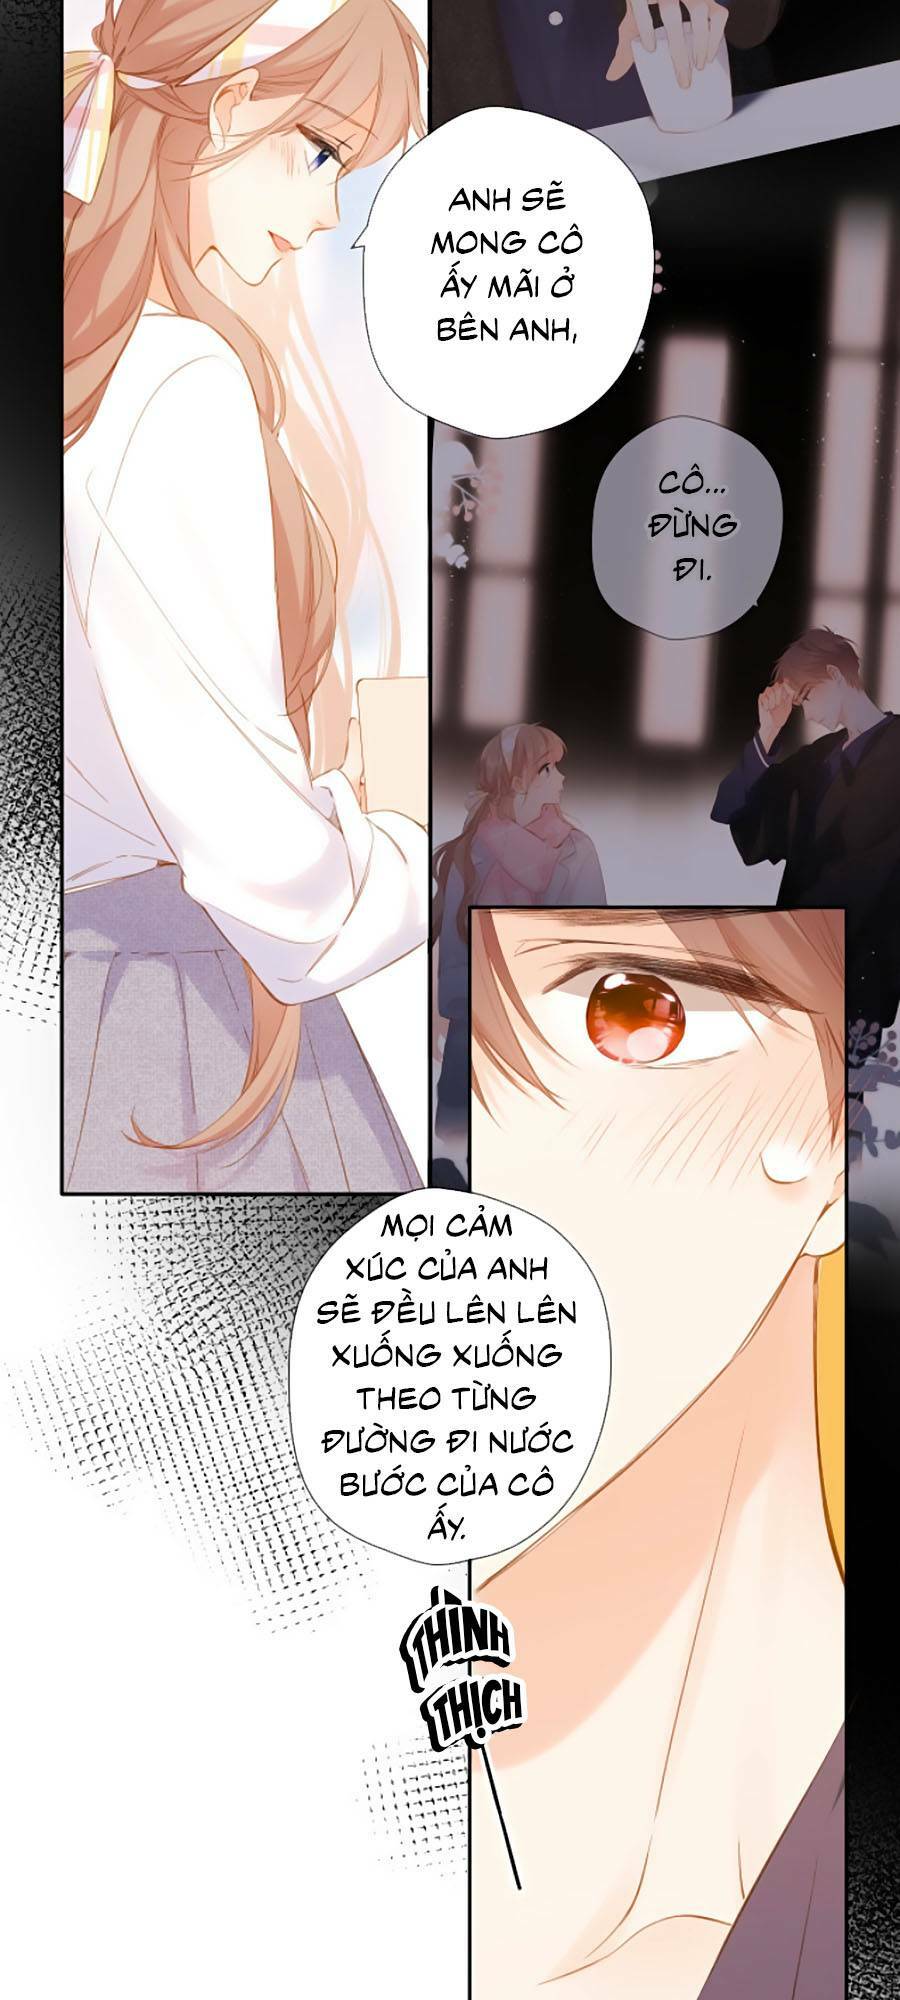 ANH SẼ
MONG CÔ
ẤY MÃI Ở
BÊN ANH,
CÔ...
ĐỪNG
ĐI.
MỌI CẢM
XÚC CỦA ANH
SẼ ĐỀU LÊN LÊN
XUỐNG XUỐNG
THEO TỪNG
ĐƯỜNG ĐI NƯỚC
BƯỚC CỦA CÔ
ẤY.
THÌNH
THỊCH